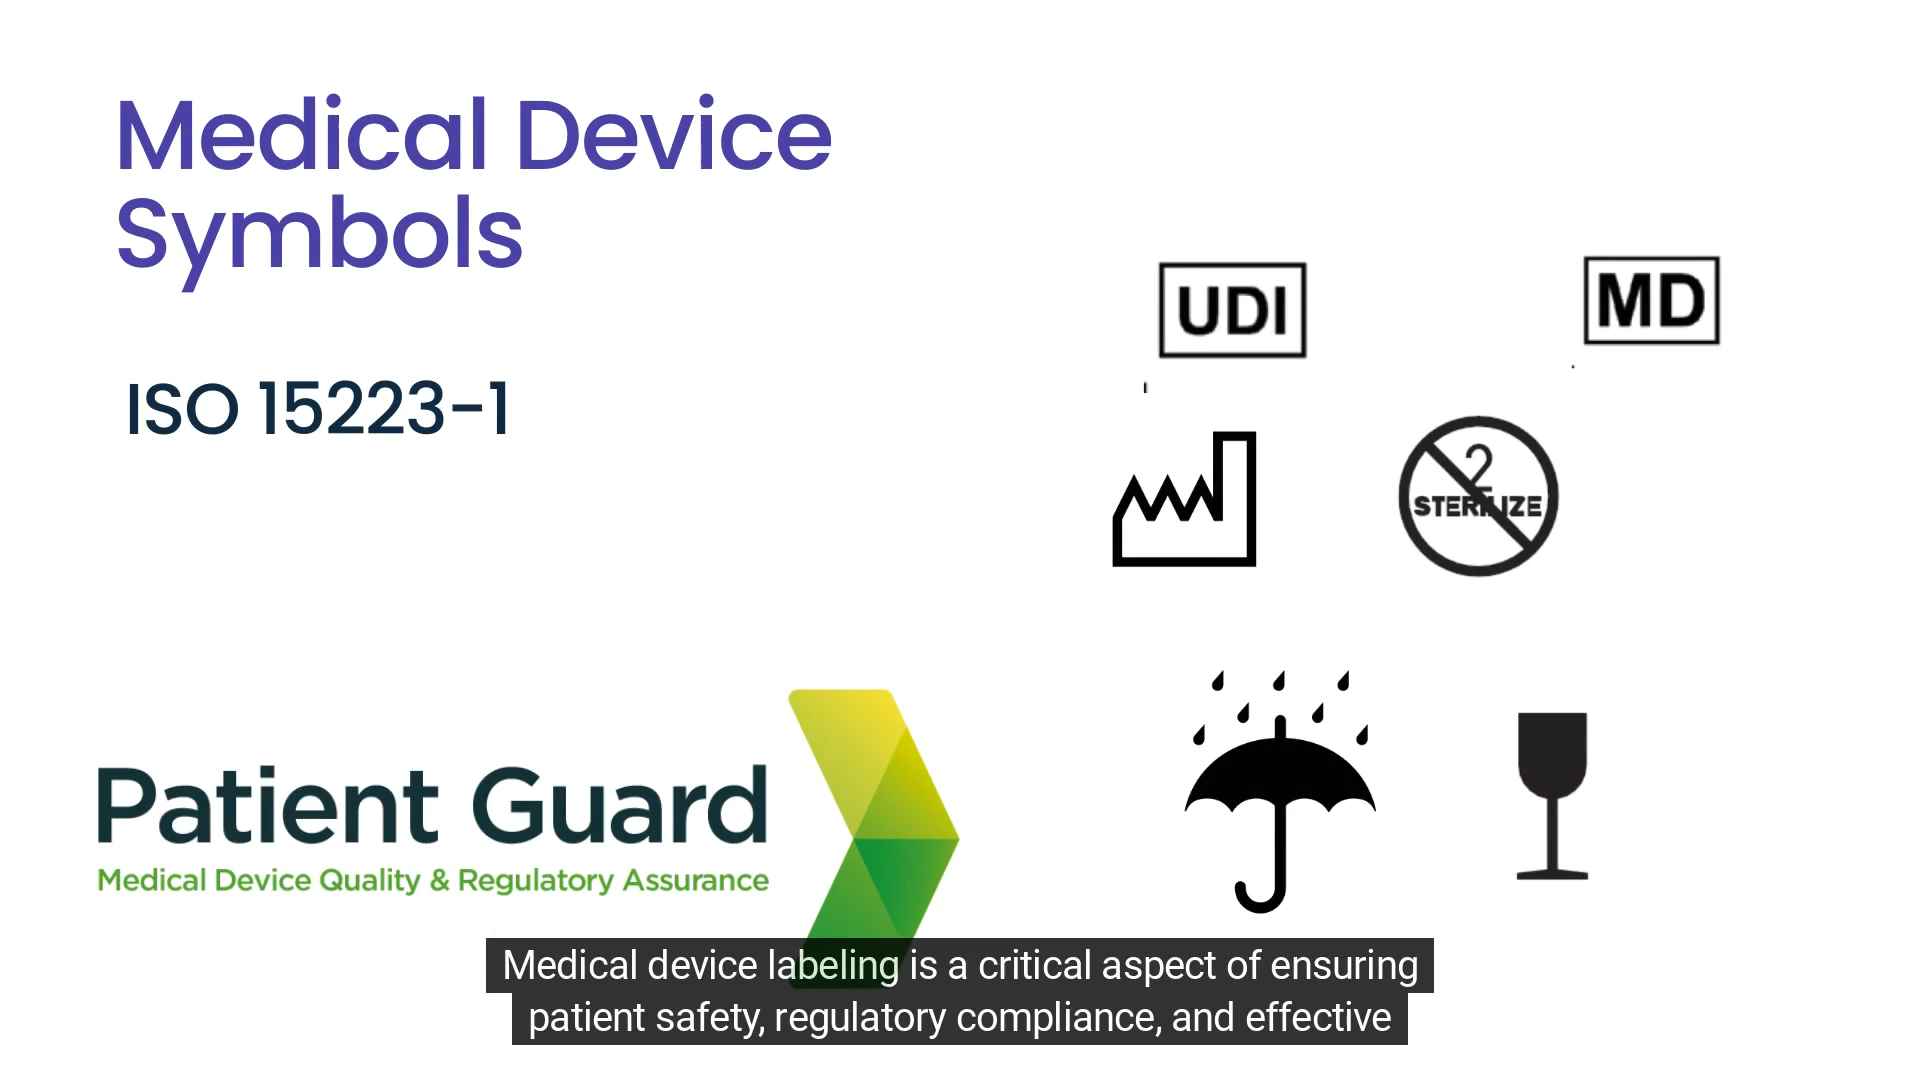 Medical Device
Symbols
ISO 15223-1
UDI
MD
2
STERILIZE
Patient Guard
Medical Device Quality & Regulatory Assurance
Medical device labeling is a critical aspect of ensuring
patient safety, regulatory compliance, and effective